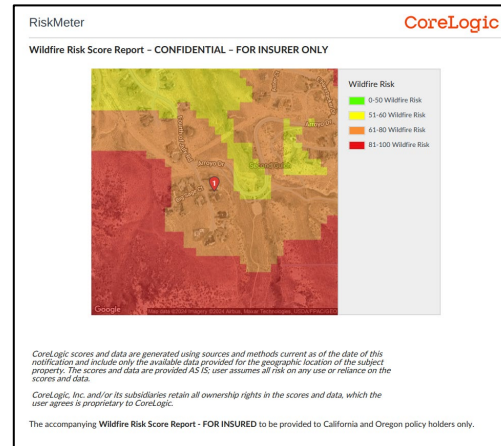 RiskMeter
CoreLogic
Wildfire Risk Score Report – CONFIDENTIAL – FOR INSURER ONLY
Wildfire Risk
0-50 Wildfire Risk
51-60 Wildfire Risk
61-80 Wildfire Risk
81-100 Wildfire Risk
Arroyo Dr
Arroyo Dr
1
Google
CoreLogic scores and data are generated using sources and methods current as of the date of this
notification and include only the available data provided for the geographic location of the subject
property. The scores and data are provided AS IS; user assumes all risk on any use or reliance on the
scores and data.
CoreLogic, Inc. and/or its subsidiaries retain all ownership rights in the scores and data, which the
user agrees is proprietary to CoreLogic.
The accompanying Wildfire Risk Score Report - FOR INSURED to be provided to California and Oregon policy holders only.